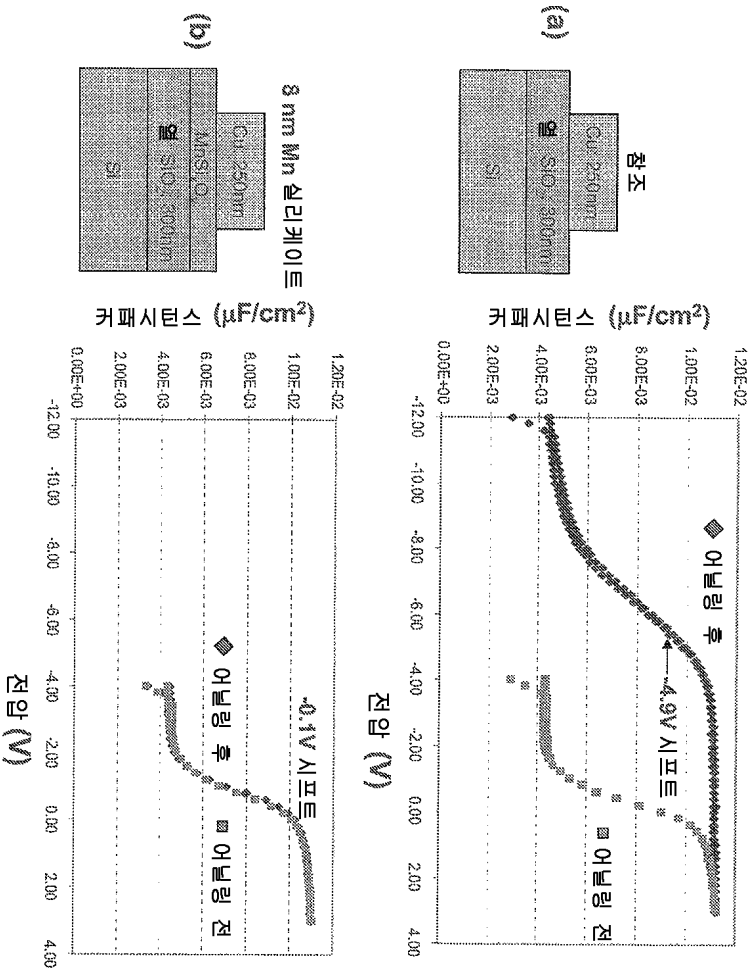 (a)
참조
Cu 250nm
열 SiO₂ 300nm
Si
커패시턴스 (μF/cm²)
1.20E-02
1.00E-02
8.00E-03
6.00E-03
4.00E-03
2.00E-03
0.00E+00
-12.00 -10.00 -8.00 -6.00 -4.00 -2.00 0.00 2.00 4.00
전압 (V)
◆ 어닐링 후
-4.9V 시프트
■ 어닐링 전
(b)
8 nm Mn 실리케이트
Cu 250nm
열 SiO₂ 300nm
Si
커패시턴스 (μF/cm²)
1.20E-02
1.00E-02
8.00E-03
6.00E-03
4.00E-03
2.00E-03
0.00E+00
-12.00 -10.00 -8.00 -6.00 -4.00 -2.00 0.00 2.00 4.00
전압 (V)
-0.1V 시프트
◆ 어닐링 후 ■ 어닐링 전